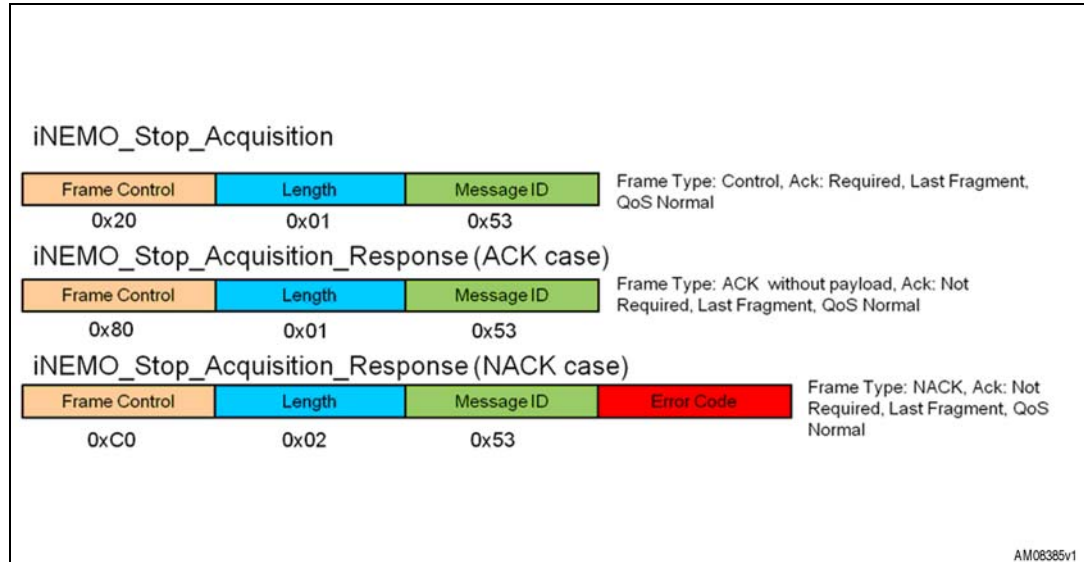 iNEMO_Stop_Acquisition
Frame Control Length Message ID
Frame Type: Control, Ack: Required, Last Fragment,
QoS Normal
0x20 0x01 0x53
iNEMO_Stop_Acquisition_Response (ACK case)
Frame Control Length Message ID
Frame Type: ACK without payload, Ack: Not
Required, Last Fragment, QoS Normal
0x80 0x01 0x53
iNEMO_Stop_Acquisition_Response (NACK case)
Frame Control Length Message ID Error Code
Frame Type: NACK, Ack: Not
Required, Last Fragment, QoS
Normal
0xC0 0x02 0x53
AM08385v1